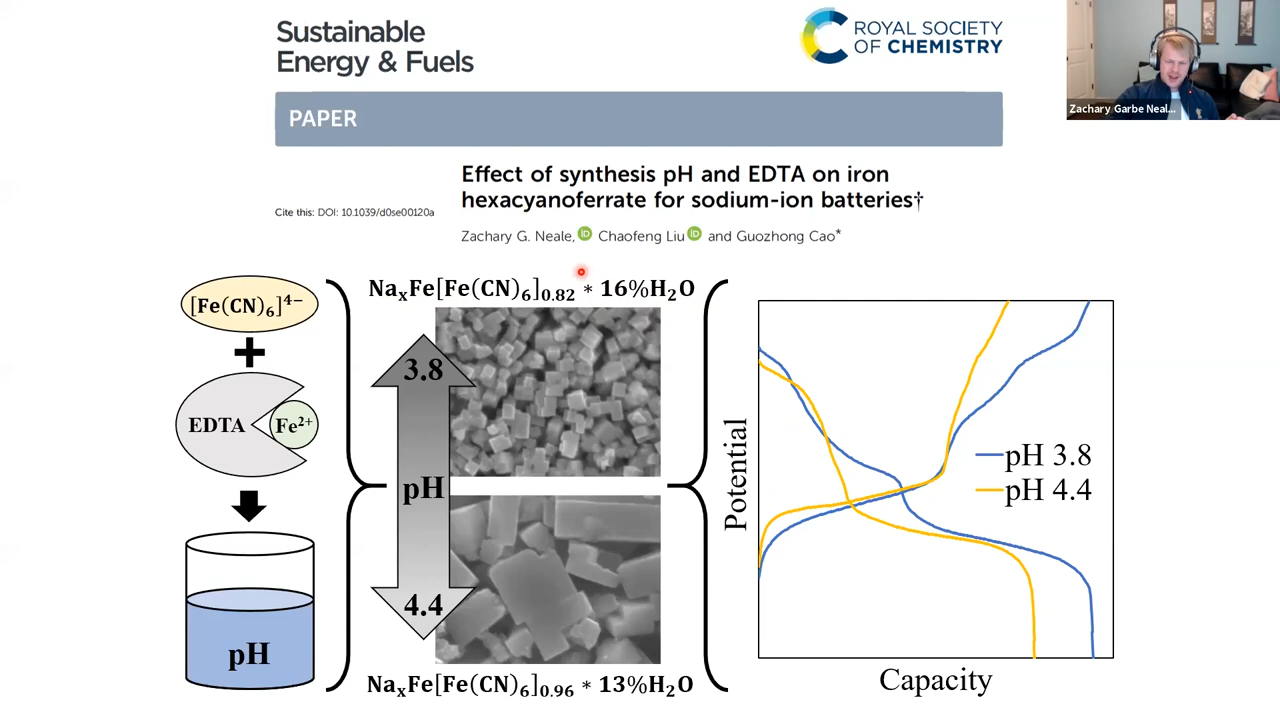 Sustainable
Energy & Fuels
ROYAL SOCIETY
OF CHEMISTRY
Zachary Garbe Neal...
PAPER
Effect of synthesis pH and EDTA on iron
hexacyanoferrate for sodium-ion batteries†
Cite this: DOI: 10.1039/d0se00120a
Zachary G. Neale, iD Chaofeng Liu iD and Guozhong Cao*
[Fe(CN)₆]⁴⁻
EDTA
Fe²⁺
pH
NaₓFe[Fe(CN)₆]₀.₈₂ * 16%H₂O
3.8
pH
4.4
NaₓFe[Fe(CN)₆]₀.₉₆ * 13%H₂O
Potential
pH 3.8
pH 4.4
Capacity